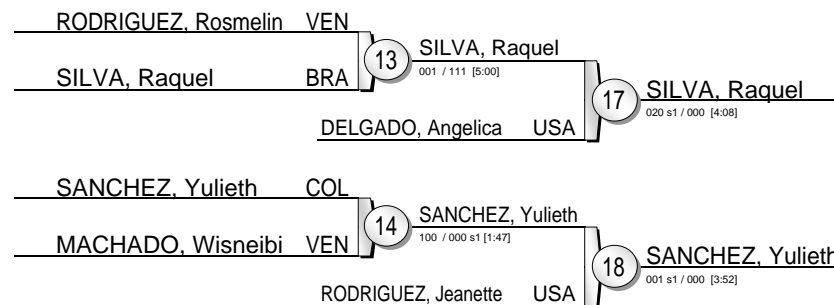 RODRIGUEZ, Rosmelin VEN
13
SILVA, Raquel
001 / 111 [5:00]
SILVA, Raquel BRA
17
SILVA, Raquel
020 s1 / 000 [4:08]
DELGADO, Angelica USA
SANCHEZ, Yulieth COL
14
SANCHEZ, Yulieth
100 / 000 s1 [1:47]
MACHADO, Wisneibi VEN
18
SANCHEZ, Yulieth
001 s1 / 000 [3:52]
RODRIGUEZ, Jeanette USA